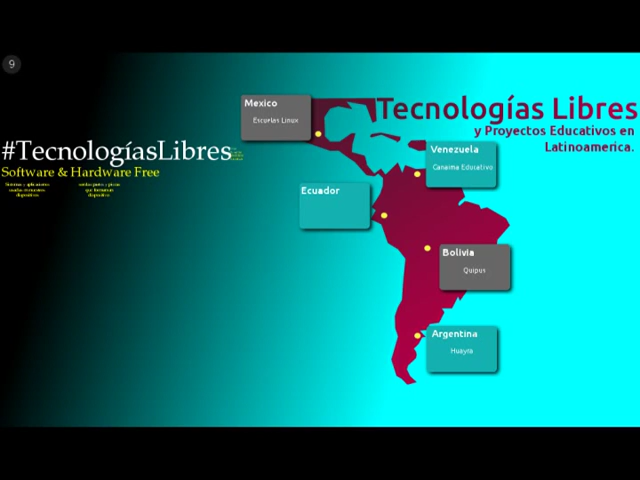 9
#TecnologíasLibres
Software & Hardware Free
Tecnologías Libres
y Proyectos Educativos en
Latinoamerica.
Mexico
Escuelas Linux
Venezuela
Canaima Educativo
Ecuador
Bolivia
Quipus
Argentina
Huayra